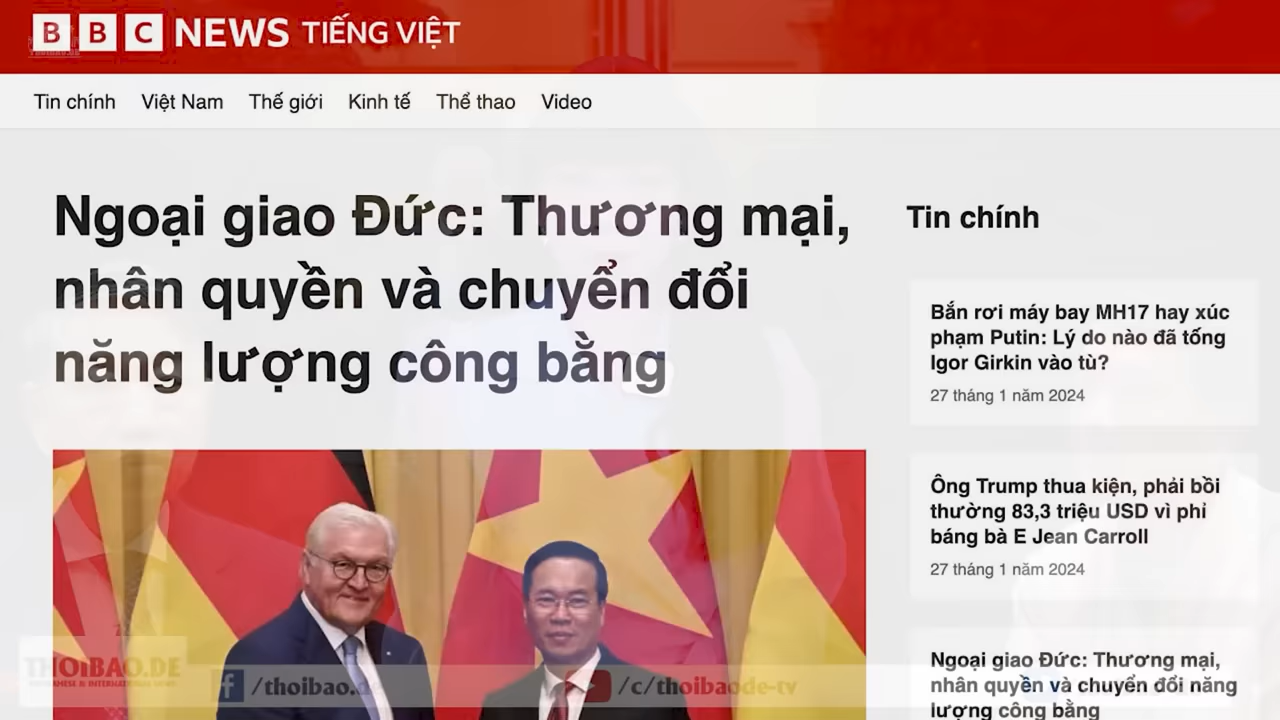 BBC NEWS TIẾNG VIỆT
Tin chính Việt Nam Thế giới Kinh tế Thể thao Video
Ngoại giao Đức: Thương mại,
nhân quyền và chuyển đổi
năng lượng công bằng
Tin chính
Bắn rơi máy bay MH17 hay xúc
phạm Putin: Lý do nào đã tống
Igor Girkin vào tù?
27 tháng 1 năm 2024
Ông Trump thua kiện, phải bồi
thường 83,3 triệu USD vì phỉ
báng bà E Jean Carroll
27 tháng 1 năm 2024
Ngoại giao Đức: Thương mại,
nhân quyền và chuyển đổi năng
lượng công bằng
THOIBAO.DE
/thoibao.de
/c/thoibaode-tv